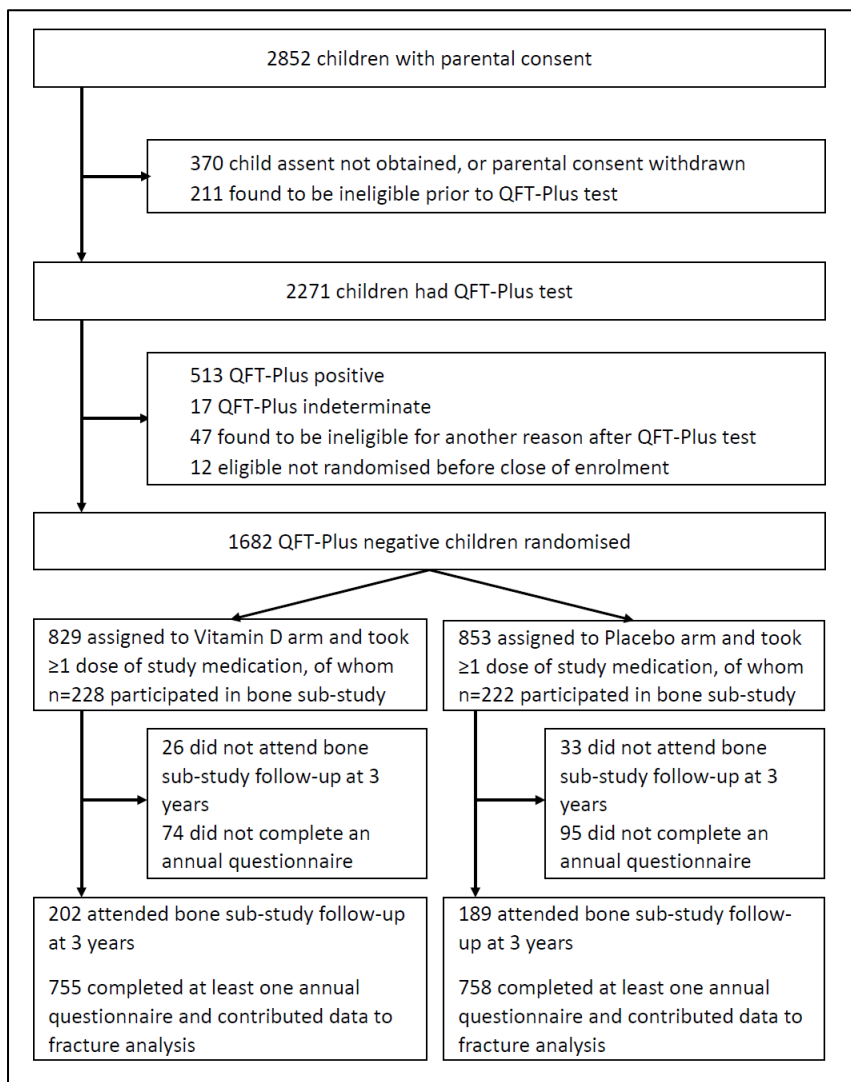 2852 children with parental consent
370 child assent not obtained, or parental consent withdrawn
211 found to be ineligible prior to QFT-Plus test
2271 children had QFT-Plus test
513 QFT-Plus positive
17 QFT-Plus indeterminate
47 found to be ineligible for another reason after QFT-Plus test
12 eligible not randomised before close of enrolment
1682 QFT-Plus negative children randomised
829 assigned to Vitamin D arm and took
≥1 dose of study medication, of whom
n=228 participated in bone sub-study
853 assigned to Placebo arm and took
≥1 dose of study medication, of whom
n=222 participated in bone sub-study
26 did not attend bone
sub-study follow-up at 3
years
74 did not complete an
annual questionnaire
33 did not attend bone
sub-study follow-up at 3
years
95 did not complete an
annual questionnaire
202 attended bone sub-study follow-up
at 3 years
755 completed at least one annual
questionnaire and contributed data to
fracture analysis
189 attended bone sub-study follow-
up at 3 years
758 completed at least one annual
questionnaire and contributed data to
fracture analysis